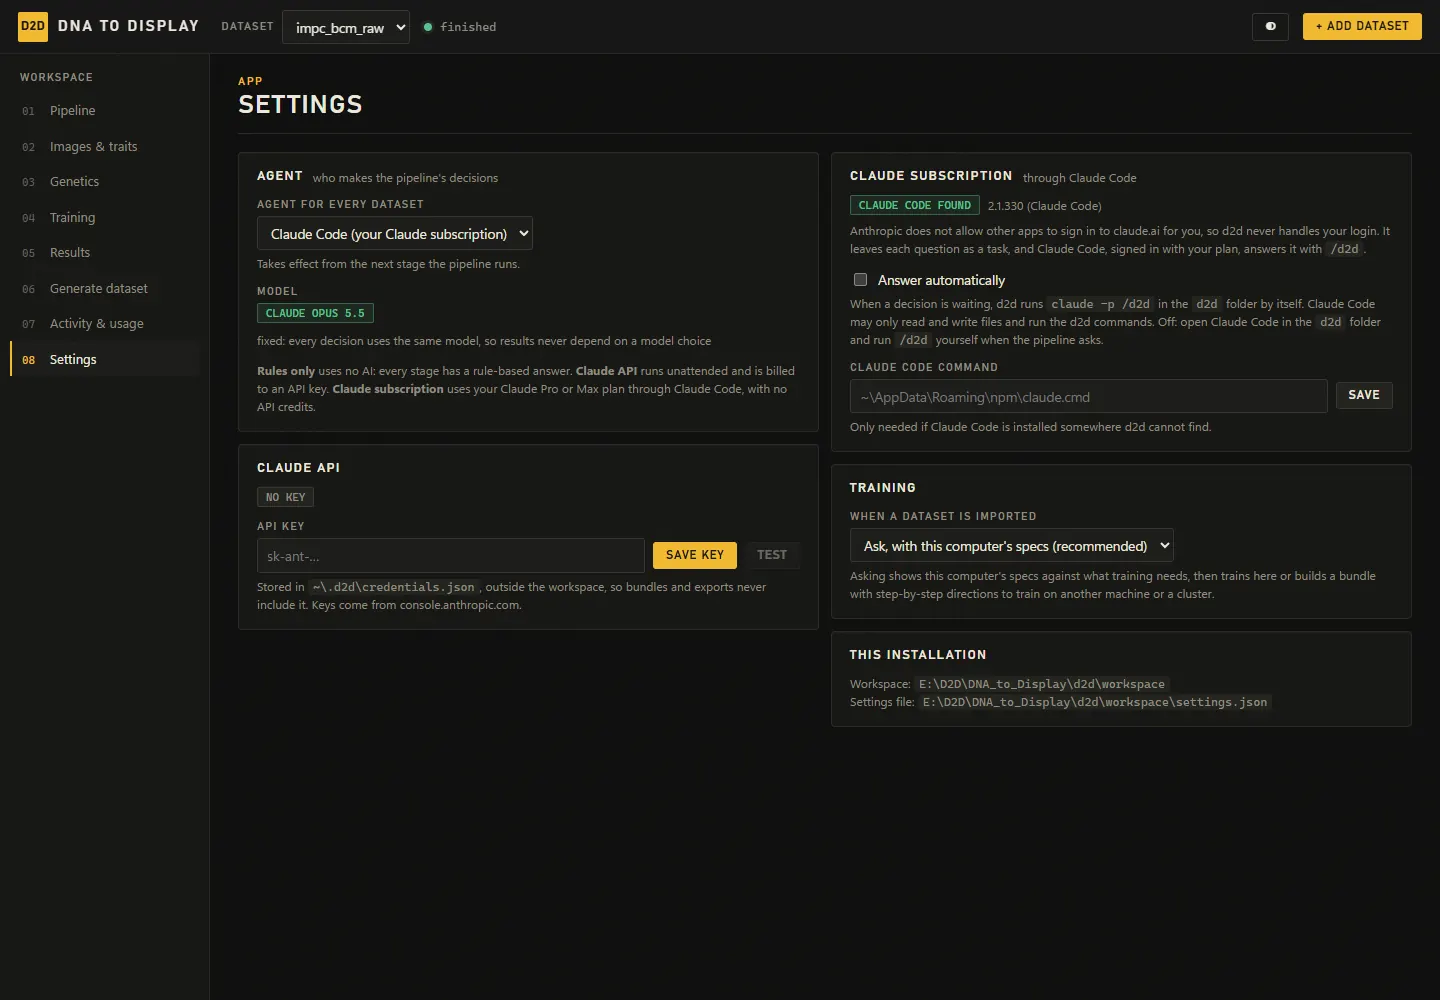 D2D DNA TO DISPLAY DATASET impc_bcm_raw finished + ADD DATASET
WORKSPACE
01 Pipeline
02 Images & traits
03 Genetics
04 Training
05 Results
06 Generate dataset
07 Activity & usage
08 Settings
APP
SETTINGS
AGENT who makes the pipeline's decisions
AGENT FOR EVERY DATASET
Claude Code (your Claude subscription)
Takes effect from the next stage the pipeline runs.
MODEL
CLAUDE OPUS 5.5
fixed: every decision uses the same model, so results never depend on a model choice
Rules only uses no AI: every stage has a rule-based answer. Claude API runs unattended and is billed
to an API key. Claude subscription uses your Claude Pro or Max plan through Claude Code, with no
API credits.
CLAUDE API
NO KEY
API KEY
sk-ant-... SAVE KEY TEST
Stored in ~\.d2d\credentials.json, outside the workspace, so bundles and exports never
include it. Keys come from console.anthropic.com.
CLAUDE SUBSCRIPTION through Claude Code
CLAUDE CODE FOUND 2.1.330 (Claude Code)
Anthropic does not allow other apps to sign in to claude.ai for you, so d2d never handles your login. It
leaves each question as a task, and Claude Code, signed in with your plan, answers it with /d2d.
Answer automatically
When a decision is waiting, d2d runs claude -p /d2d in the d2d folder by itself. Claude Code
may only read and write files and run the d2d commands. Off: open Claude Code in the d2d folder
and run /d2d yourself when the pipeline asks.
CLAUDE CODE COMMAND
~\AppData\Roaming\npm\claude.cmd SAVE
Only needed if Claude Code is installed somewhere d2d cannot find.
TRAINING
WHEN A DATASET IS IMPORTED
Ask, with this computer's specs (recommended)
Asking shows this computer's specs against what training needs, then trains here or builds a bundle
with step-by-step directions to train on another machine or a cluster.
THIS INSTALLATION
Workspace: E:\D2D\DNA_to_Display\d2d\workspace
Settings file: E:\D2D\DNA_to_Display\d2d\workspace\settings.json